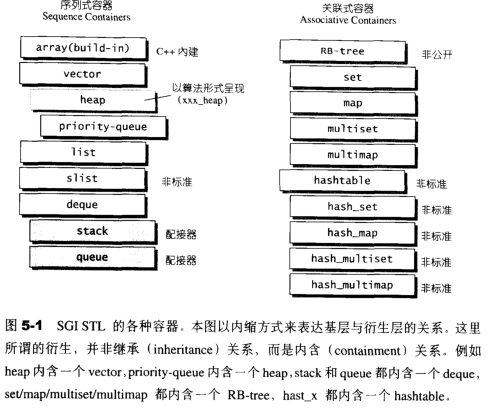 序列式容器
Sequence Containers
array(build-in)
C++ 內建
vector
heap
以算法形式呈现
(xxx_heap)
priority-queue
list
slist
非标准
deque
stack
配接器
queue
配接器
关联式容器
Associative Containers
RB-tree
非公开
set
map
multiset
multimap
hashtable
非标准
hash_set
非标准
hash_map
非标准
hash_multiset
非标准
hash_multimap
非标准
图 5-1 SGI STL 的各种容器。本图以内缩方式来表达基层与衍生层的关系。这里
所谓的衍生，并非继承（inheritance）关系，而是内含（containment）关系。例如
heap 内含一个 vector, priority-queue 内含一个 heap, stack 和 queue 都内含一个 deque,
set/map/multiset/multimap 都内含一个 RB-tree, hast_x 都内含一个 hashtable。